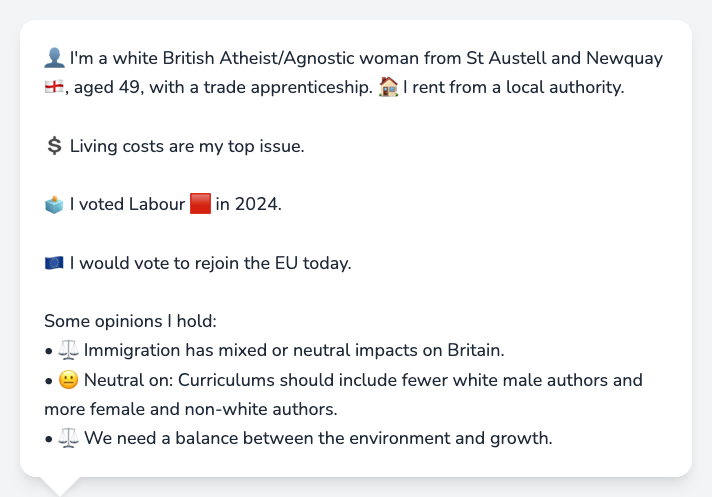 👤 I'm a white British Atheist/Agnostic woman from St Austell and Newquay
🏴󠁧󠁢󠁥󠁮󠁧󠁿, aged 49, with a trade apprenticeship. 🏠 I rent from a local authority.
💲 Living costs are my top issue.
🗳️ I voted Labour 🟥 in 2024.
🇪🇺 I would vote to rejoin the EU today.
Some opinions I hold:
• ⚖️ Immigration has mixed or neutral impacts on Britain.
• 😐 Neutral on: Curriculums should include fewer white male authors and
more female and non-white authors.
• ⚖️ We need a balance between the environment and growth.